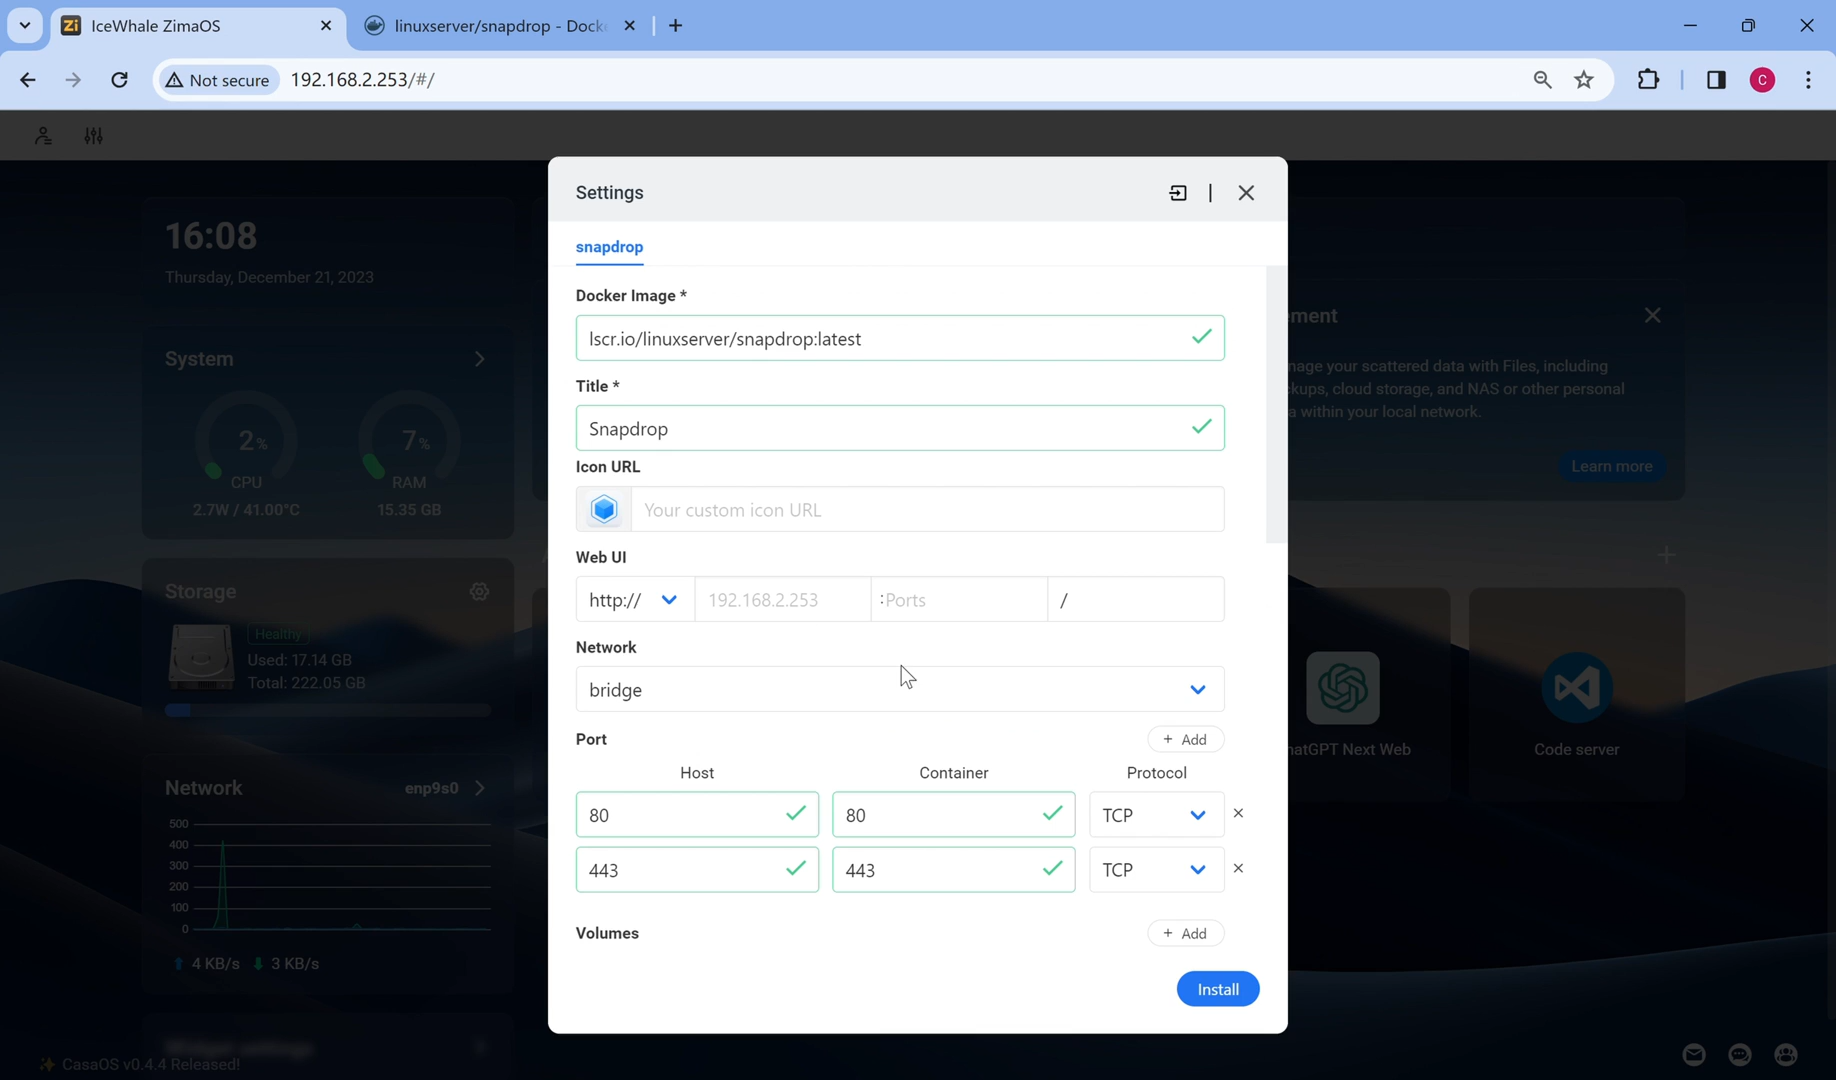 IceWhale ZimaOS
linuxserver/snapdrop - Dock
Not secure
192.168.2.253/#/
C
Settings
snapdrop
Docker Image *
lscr.io/linuxserver/snapdrop:latest
Title *
Snapdrop
Icon URL
Your custom icon URL
Web UI
http://
192.168.2.253
:Ports
/
Network
bridge
Port
+ Add
Host
Container
Protocol
80
80
TCP
443
443
TCP
Volumes
+ Add
Install
16:08
Thursday, December 21, 2023
System
2%
CPU
2.7W / 41.00°C
7%
RAM
15.35 GB
Storage
Healthy
Used: 17.14 GB
Total: 222.05 GB
Network
enp9s0
500
400
300
200
100
0
4 KB/s
3 KB/s
Widget settings
CasaOS v0.4.4 Released!
ment
nage your scattered data with Files, including
ckups, cloud storage, and NAS or other personal
a within your local network.
Learn more
hatGPT Next Web
Code server